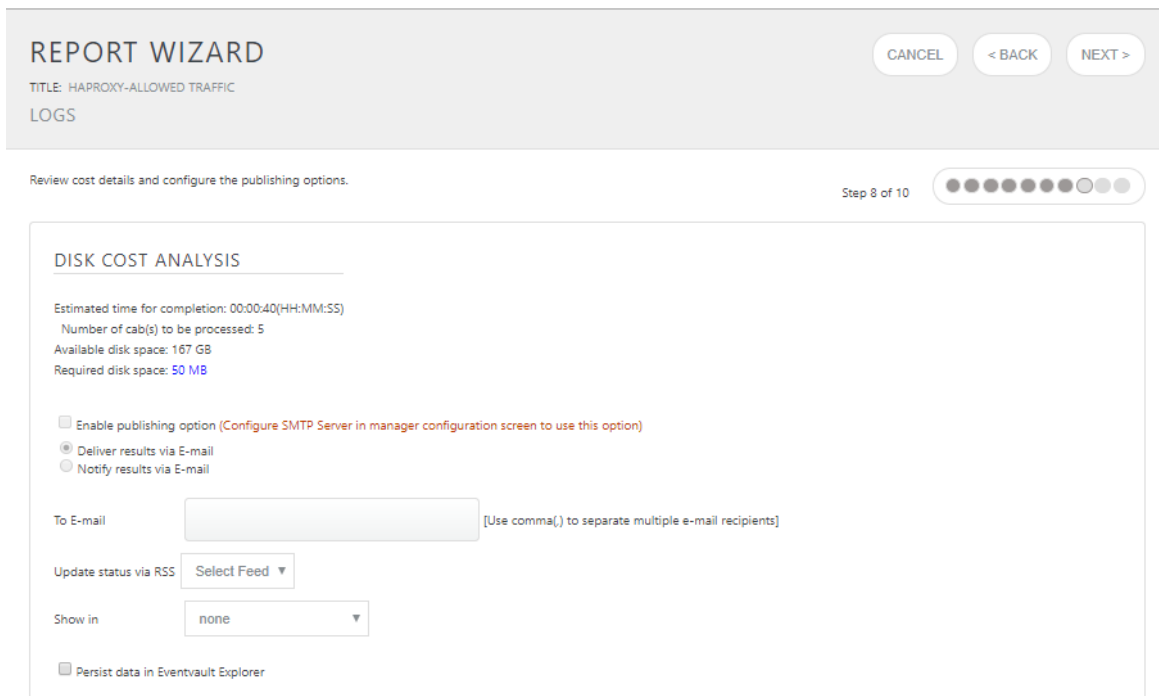 REPORT WIZARD
CANCEL
< BACK
NEXT >
TITLE: HAPROXY-ALLOWED TRAFFIC
LOGS
Review cost details and configure the publishing options.
Step 8 of 10
DISK COST ANALYSIS
Estimated time for completion: 00:00:40(HH:MM:SS)
Number of cab(s) to be processed: 5
Available disk space: 167 GB
Required disk space: 50 MB
Enable publishing option (Configure SMTP Server in manager configuration screen to use this option)
Deliver results via E-mail
Notify results via E-mail
To E-mail
[Use comma(,) to separate multiple e-mail recipients]
Update status via RSS
Select Feed
Show in
none
Persist data in Eventvault Explorer